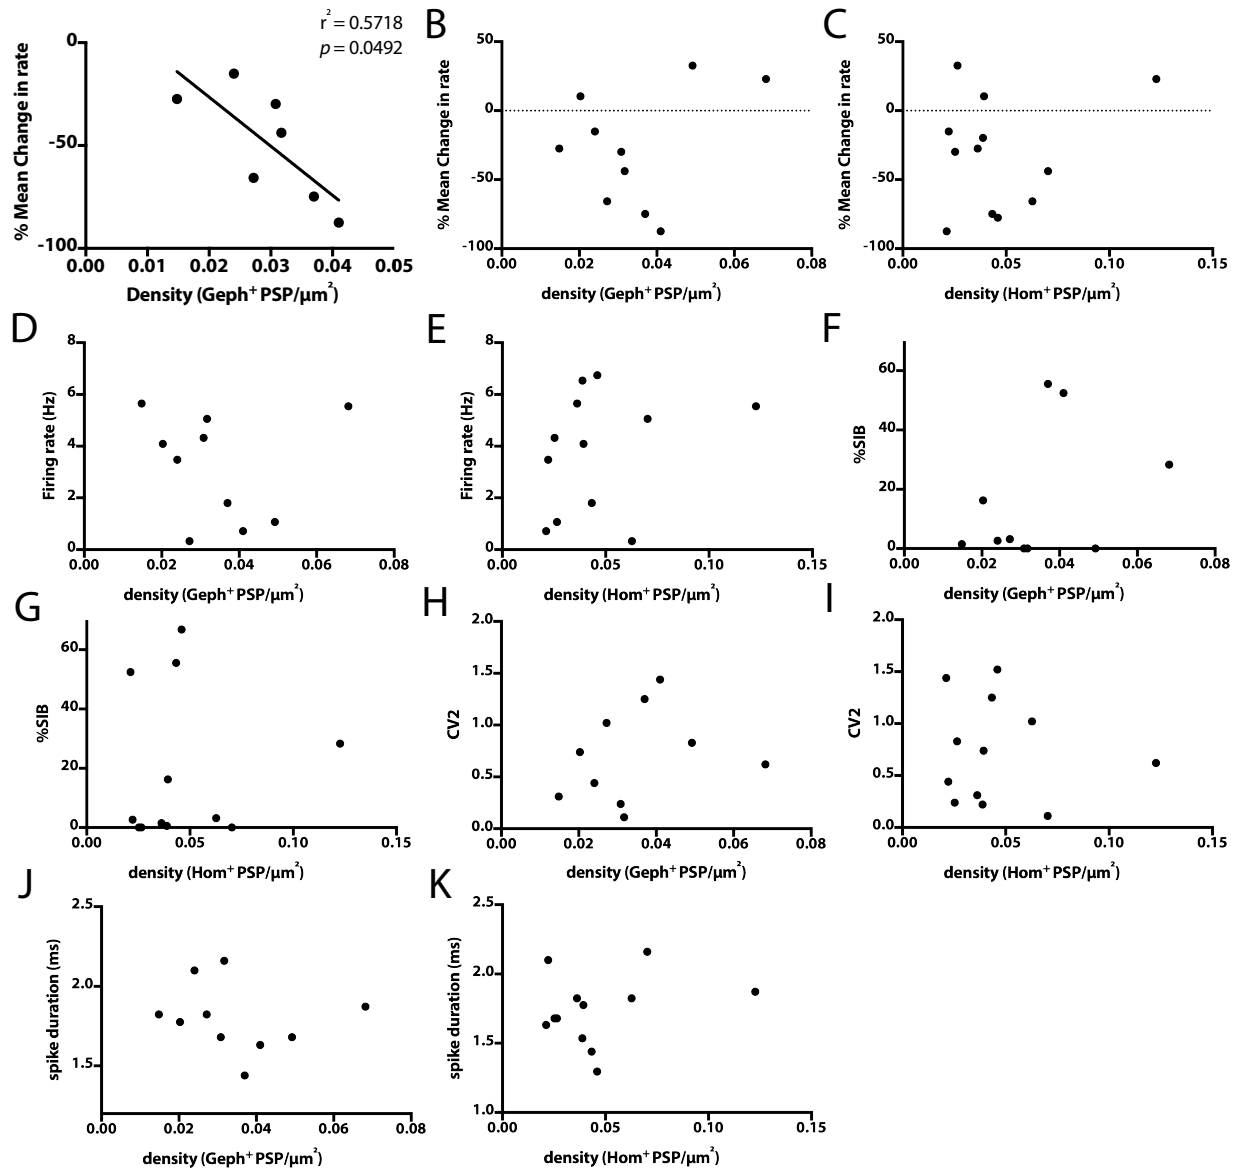 r² = 0.5718
p = 0.0492
% Mean Change in rate
0
-50
-100
0.00 0.01 0.02 0.03 0.04 0.05
Density (Geph⁺ PSP/µm²)
B
% Mean Change in rate
50
0
-50
-100
0.00 0.02 0.04 0.06 0.08
density (Geph⁺ PSP/µm²)
C
% Mean Change in rate
50
0
-50
-100
0.00 0.05 0.10 0.15
density (Hom⁺ PSP/µm²)
D
Firing rate (Hz)
8
6
4
2
0
0.00 0.02 0.04 0.06 0.08
density (Geph⁺ PSP/µm²)
E
Firing rate (Hz)
8
6
4
2
0
0.00 0.05 0.10 0.15
density (Hom⁺ PSP/µm²)
F
%SIB
60
40
20
0
0.00 0.02 0.04 0.06 0.08
density (Geph⁺ PSP/µm²)
G
%SIB
60
40
20
0
0.00 0.05 0.10 0.15
density (Hom⁺ PSP/µm²)
H
CV2
2.0
1.5
1.0
0.5
0.0
0.00 0.02 0.04 0.06 0.08
density (Geph⁺ PSP/µm²)
I
CV2
2.0
1.5
1.0
0.5
0.0
0.00 0.05 0.10 0.15
density (Hom⁺ PSP/µm²)
J
spike duration (ms)
2.5
2.0
1.5
0.00 0.02 0.04 0.06 0.08
density (Geph⁺ PSP/µm²)
K
spike duration (ms)
2.5
2.0
1.5
1.0
0.00 0.05 0.10 0.15
density (Hom⁺ PSP/µm²)